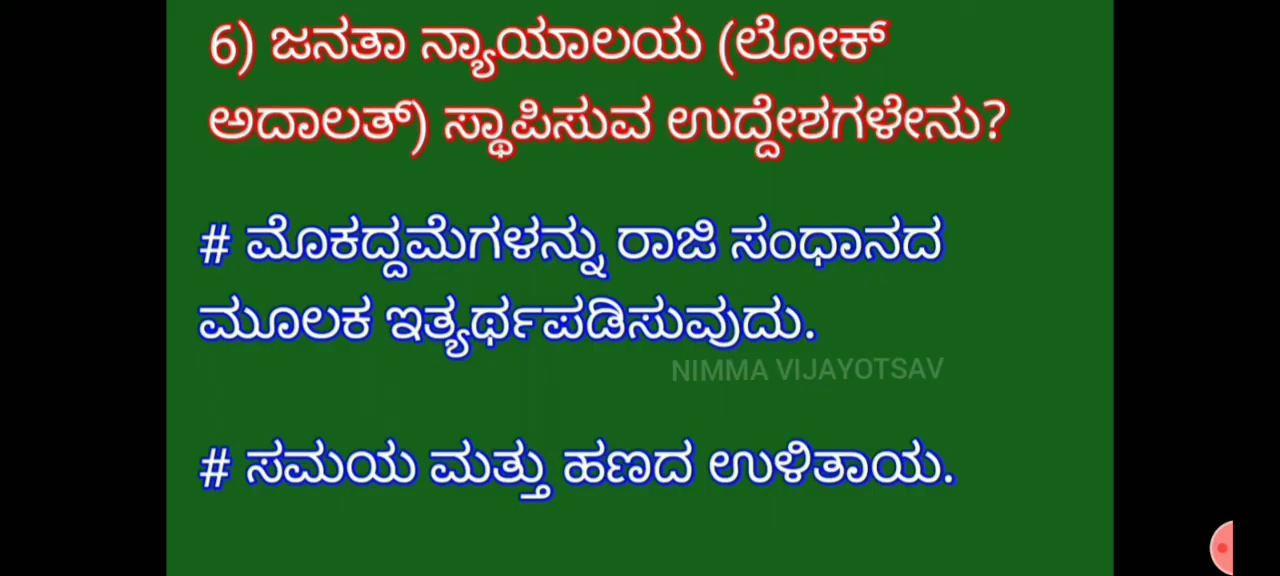 6) ಜನತಾ ನ್ಯಾಯಾಲಯ (ಲೋಕ್
ಅದಾಲತ್) ಸ್ಥಾಪಿಸುವ ಉದ್ದೇಶಗಳೇನು?
# ಮೊಕದ್ದಮೆಗಳನ್ನು ರಾಜಿ ಸಂಧಾನದ
ಮೂಲಕ ಇತ್ಯರ್ಥಪಡಿಸುವುದು.
NIMMA VIJAYOTSAV
# ಸಮಯ ಮತ್ತು ಹಣದ ಉಳಿತಾಯ.